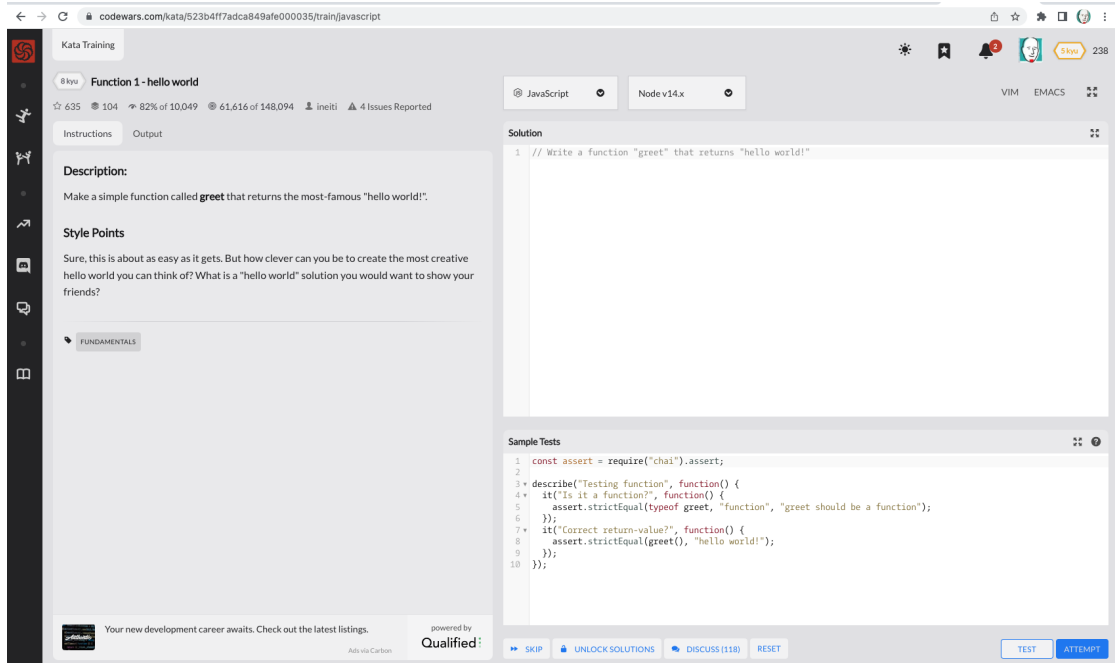 codewars.com/kata/523b4ff7adca849afe000035/train/javascript
Kata Training
2
5 kyu
238
8 kyu
Function 1 - hello world
635
104
82% of 10,049
61,616 of 148,094
ineiti
4 Issues Reported
JavaScript
Node v14.x
VIM
EMACS
Instructions
Output
Description:
Make a simple function called greet that returns the most-famous "hello world!".
Style Points
Sure, this is about as easy as it gets. But how clever can you be to create the most creative
hello world you can think of? What is a "hello world" solution you would want to show your
friends?
FUNDAMENTALS
Your new development career awaits. Check out the latest listings.
Ads via Carbon
powered by
Qualified
Solution
1 // Write a function "greet" that returns "hello world!"
Sample Tests
1 const assert = require("chai").assert;
2
3 describe("Testing function", function() {
4 it("Is it a function?", function() {
5 assert.strictEqual(typeof greet, "function", "greet should be a function");
6 });
7 it("Correct return-value?", function() {
8 assert.strictEqual(greet(), "hello world!");
9 });
10 });
SKIP
UNLOCK SOLUTIONS
DISCUSS (118)
RESET
TEST
ATTEMPT